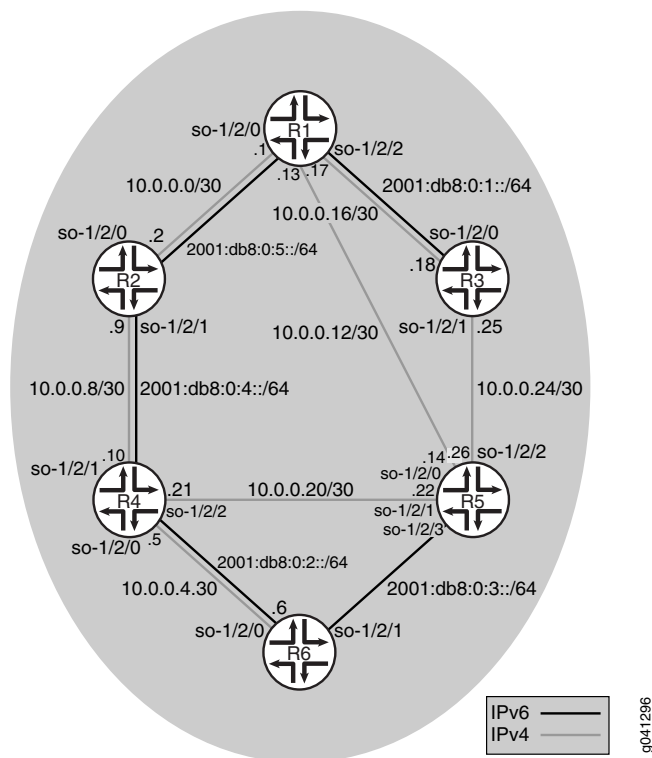 R1
so-1/2/0
.1
so-1/2/2
.13
.17
10.0.0.0/30
2001:db8:0:1::/64
10.0.0.16/30
so-1/2/0
.2
so-1/2/0
2001:db8:0:5::/64
R2
.18
R3
.9
so-1/2/1
so-1/2/1
.25
10.0.0.12/30
10.0.0.8/30
2001:db8:0:4::/64
10.0.0.24/30
.10
so-1/2/1
.14
.26
so-1/2/2
so-1/2/0
R4
.21
10.0.0.20/30
.22
R5
so-1/2/2
so-1/2/1
so-1/2/3
so-1/2/0
.5
2001:db8:0:2::/64
10.0.0.4.30
2001:db8:0:3::/64
.6
so-1/2/0
so-1/2/1
R6
IPv6
IPv4
g041296